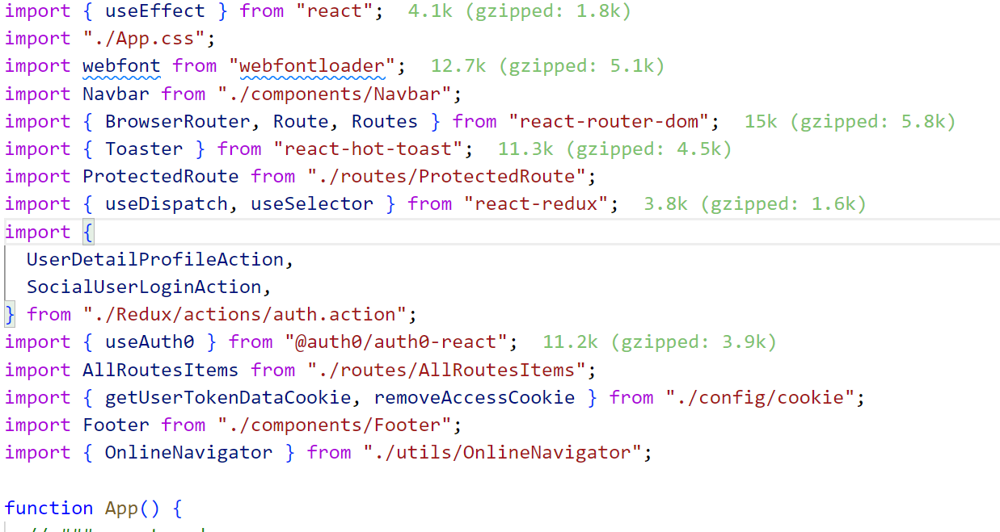 import { useEffect } from "react"; 4.1k (gzipped: 1.8k)
import "./App.css";
import webfont from "webfontloader"; 12.7k (gzipped: 5.1k)
import Navbar from "./components/Navbar";
import { BrowserRouter, Route, Routes } from "react-router-dom"; 15k (gzipped: 5.8k)
import { Toaster } from "react-hot-toast"; 11.3k (gzipped: 4.5k)
import ProtectedRoute from "./routes/ProtectedRoute";
import { useDispatch, useSelector } from "react-redux"; 3.8k (gzipped: 1.6k)
import {
  UserDetailProfileAction,
  SocialUserLoginAction,
} from "./Redux/actions/auth.action";
import { useAuth0 } from "@auth0/auth0-react"; 11.2k (gzipped: 3.9k)
import AllRoutesItems from "./routes/AllRoutesItems";
import { getUserTokenDataCookie, removeAccessCookie } from "./config/cookie";
import Footer from "./components/Footer";
import { OnlineNavigator } from "./utils/OnlineNavigator";
function App() {